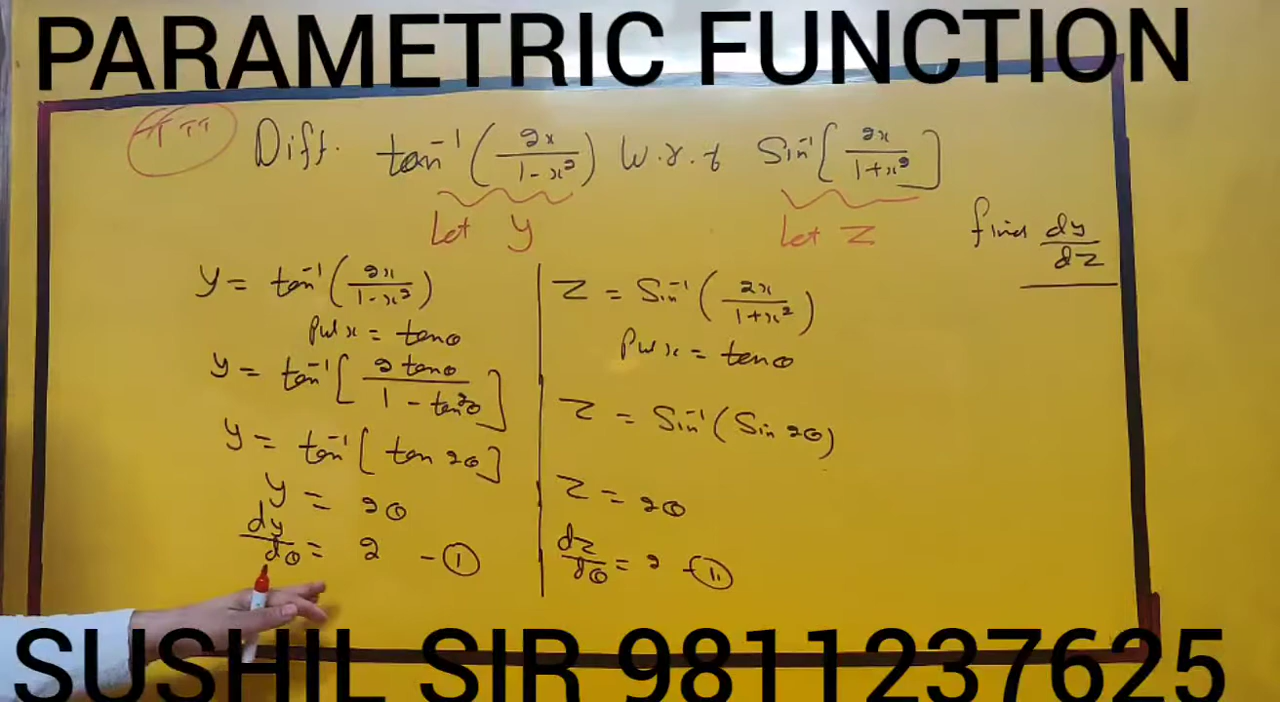 PARAMETRIC FUNCTION
Diff. tan⁻¹(2x/(1-x²)) W.r.t Sin⁻¹[2x/(1+x²)]
Let y
Let Z
find dy/dz
y = tan⁻¹(2x/(1-x²))
Put x = tanθ
y = tan⁻¹[2 tanθ/(1 - tan²θ)]
y = tan⁻¹[tan 2θ]
y = 2θ
dy/dθ = 2 - ①
Z = Sin⁻¹(2x/(1+x²))
Put x = tanθ
Z = Sin⁻¹(Sin 2θ)
Z = 2θ
dz/dθ = 2 - ⑪
SUSHIL SIR 9811237625